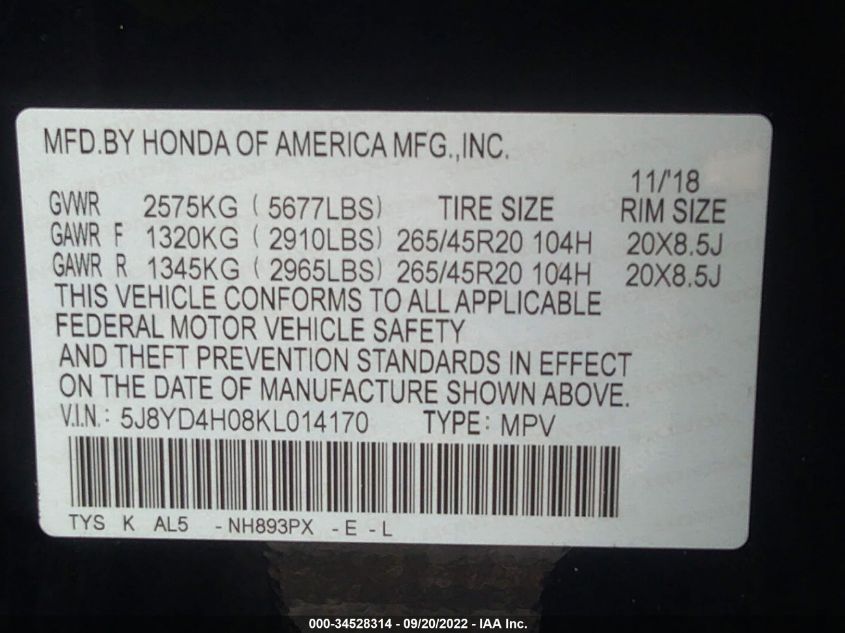 MFD.BY HONDA OF AMERICA MFG.,INC.
11/'18
GVWR 2575KG ( 5677LBS) TIRE SIZE RIM SIZE
GAWR F 1320KG ( 2910LBS) 265/45R20 104H 20X8.5J
GAWR R 1345KG ( 2965LBS) 265/45R20 104H 20X8.5J
THIS VEHICLE CONFORMS TO ALL APPLICABLE
FEDERAL MOTOR VEHICLE SAFETY
AND THEFT PREVENTION STANDARDS IN EFFECT
ON THE DATE OF MANUFACTURE SHOWN ABOVE.
V.I.N.: 5J8YD4H08KL014170 TYPE: MPV
TYS K AL5 -NH893PX -E -L
000-34528314 - 09/20/2022 - IAA Inc.